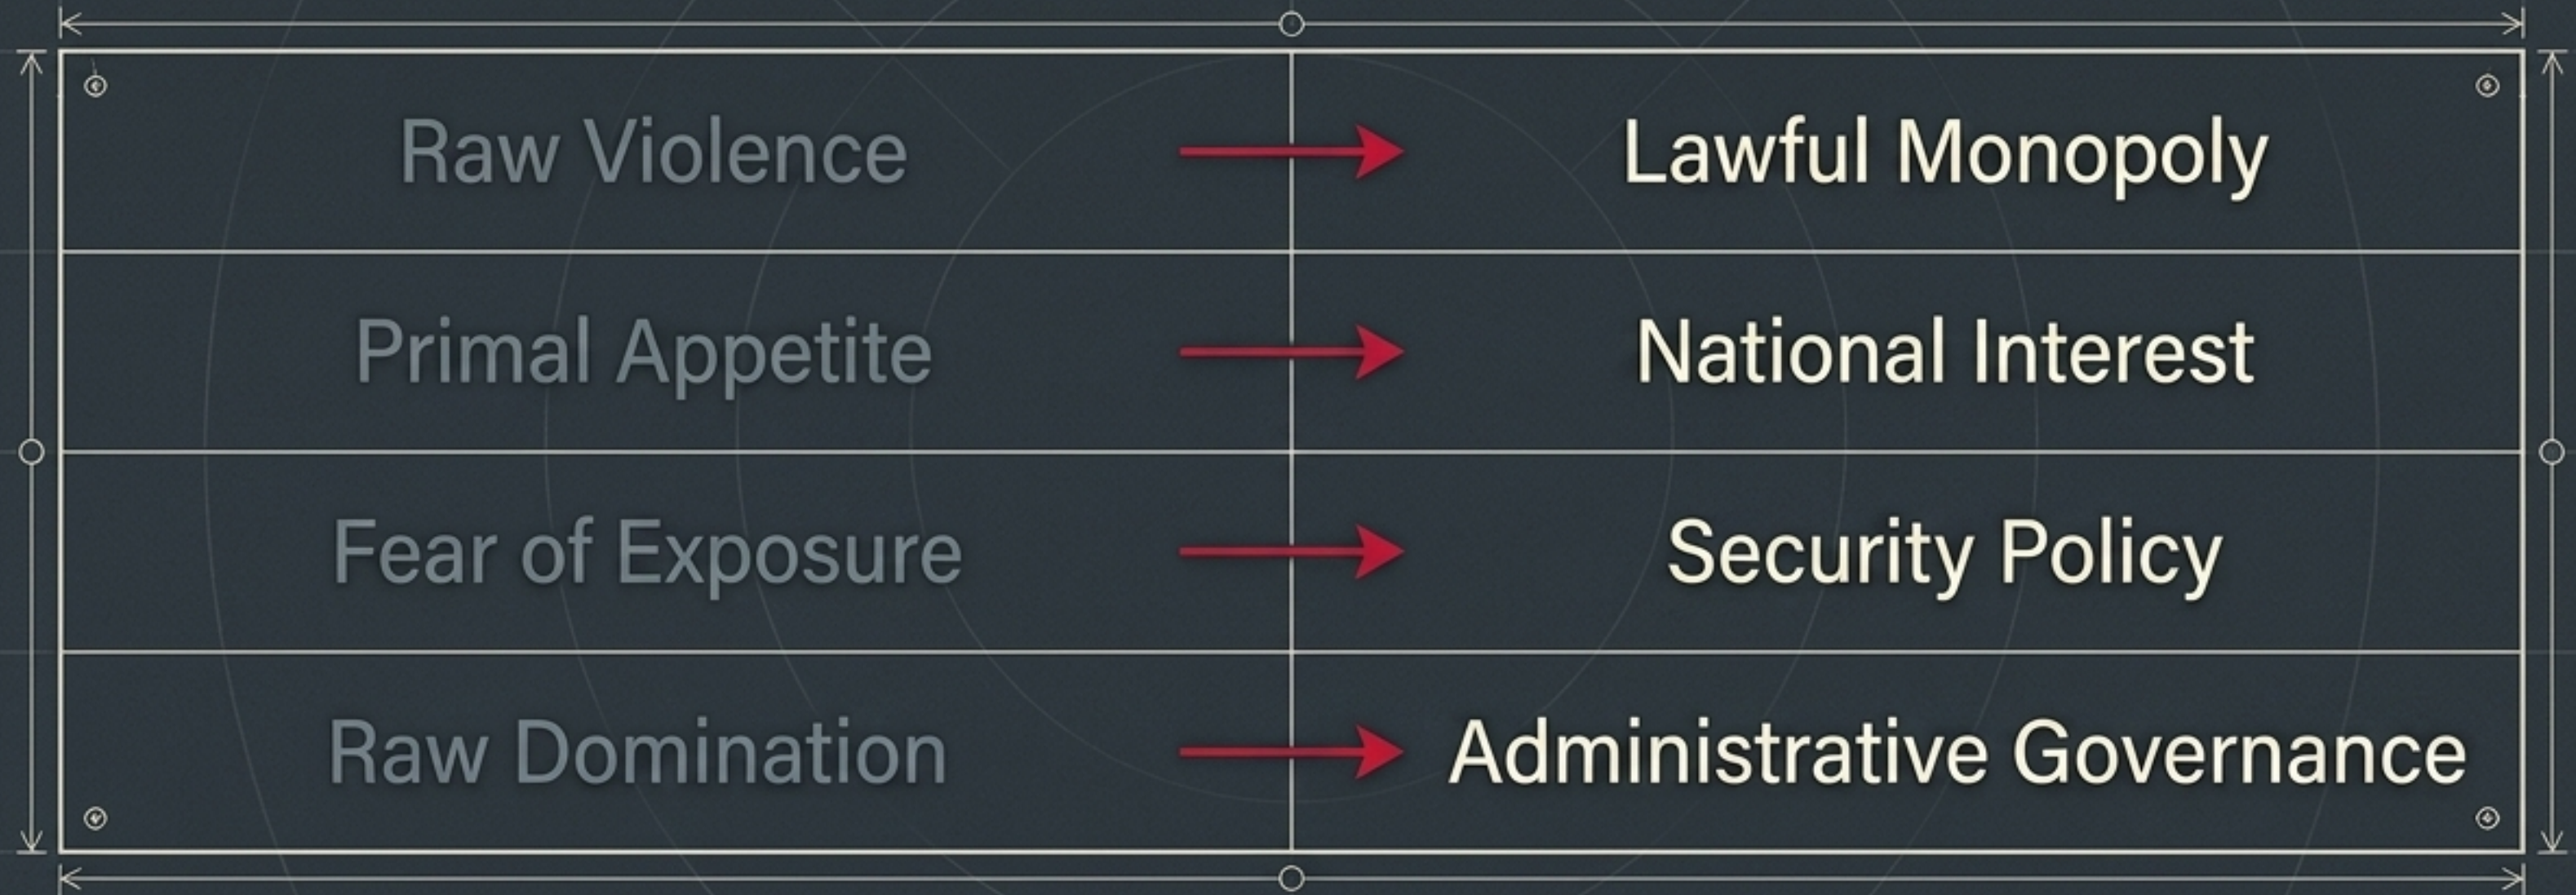 Raw Violence Lawful Monopoly
Primal Appetite National Interest
Fear of Exposure Security Policy
Raw Domination Administrative Governance